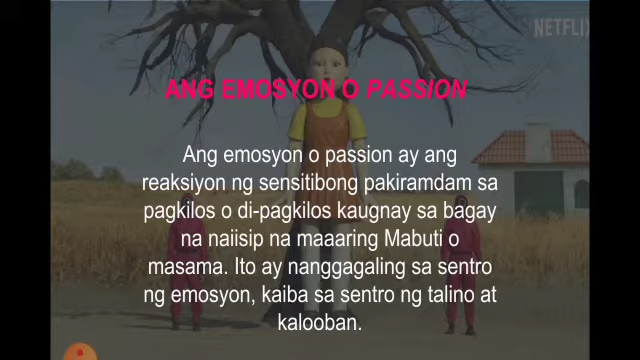 NETFLIX
ANG EMOSYON O PASSION
Ang emosyon o passion ay ang
reaksiyon ng sensitibong pakiramdam sa
pagkilos o di-pagkilos kaugnay sa bagay
na naiisip na maaaring Mabuti o
masama. Ito ay nanggagaling sa sentro
ng emosyon, kaiba sa sentro ng talino at
kalooban.